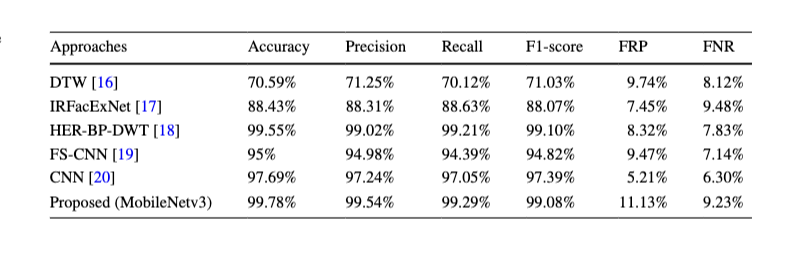 Approaches Accuracy Precision Recall F1-score FRP FNR
DTW [16] 70.59% 71.25% 70.12% 71.03% 9.74% 8.12%
IRFacExNet [17] 88.43% 88.31% 88.63% 88.07% 7.45% 9.48%
HER-BP-DWT [18] 99.55% 99.02% 99.21% 99.10% 8.32% 7.83%
FS-CNN [19] 95% 94.98% 94.39% 94.82% 9.47% 7.14%
CNN [20] 97.69% 97.24% 97.05% 97.39% 5.21% 6.30%
Proposed (MobileNetv3) 99.78% 99.54% 99.29% 99.08% 11.13% 9.23%